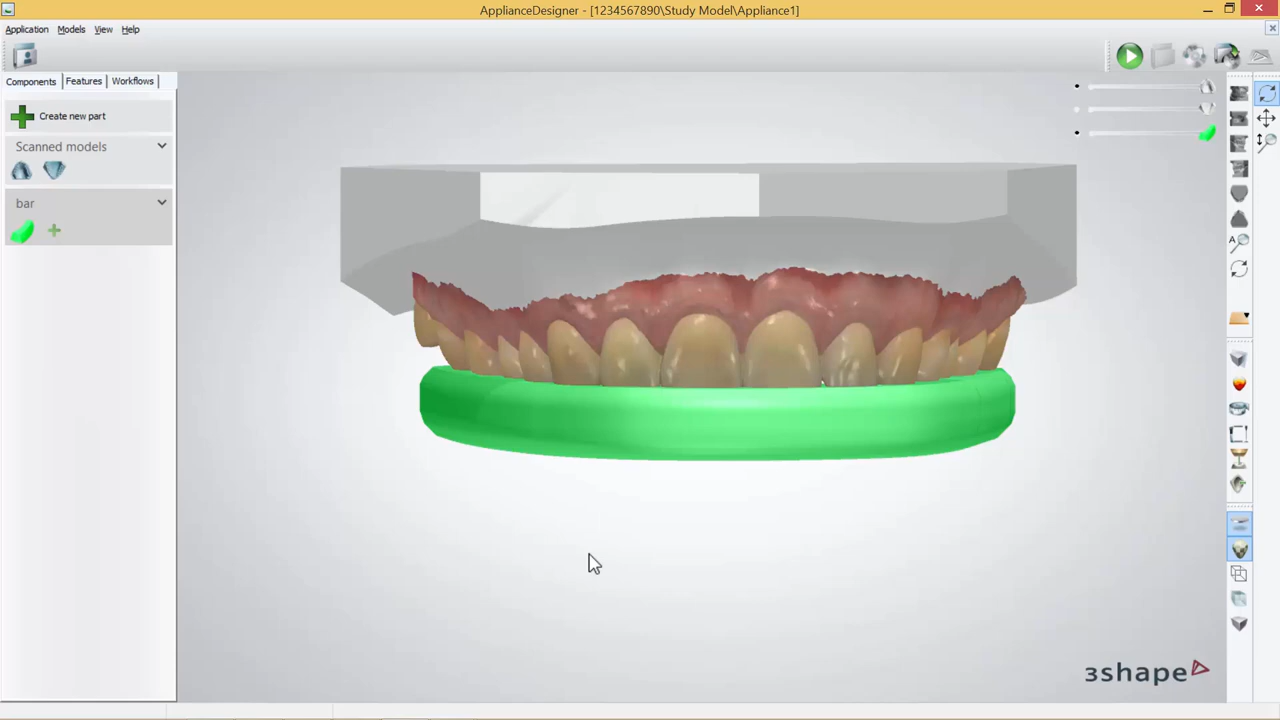 ApplianceDesigner - [1234567890\Study Model\Appliance1]
Application Models View Help
Components Features Workflows
Create new part
Scanned models
bar
A
3shape